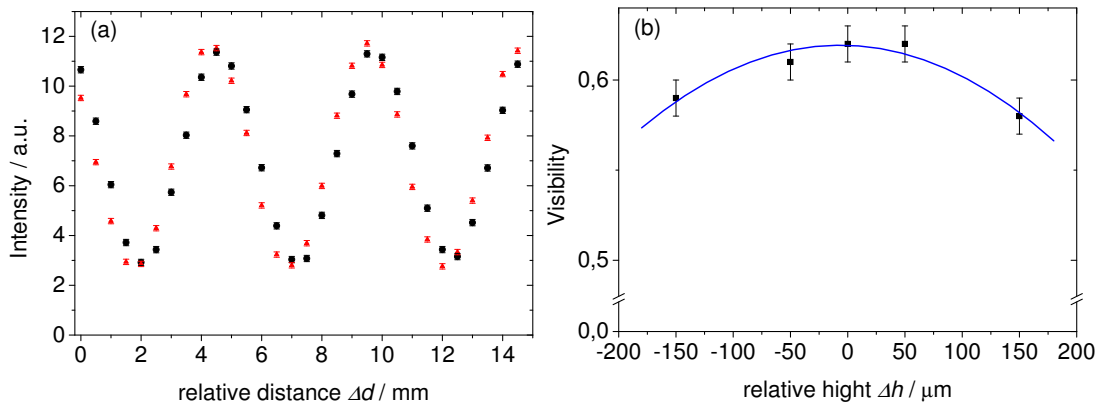 (a)
Intensity / a.u.
12
10
8
6
4
2
0
0 2 4 6 8 10 12 14
relative distance Δd / mm
(b)
Visibility
0,6
0,5
0,0
-200 -150 -100 -50 0 50 100 150 200
relative hight Δh / μm